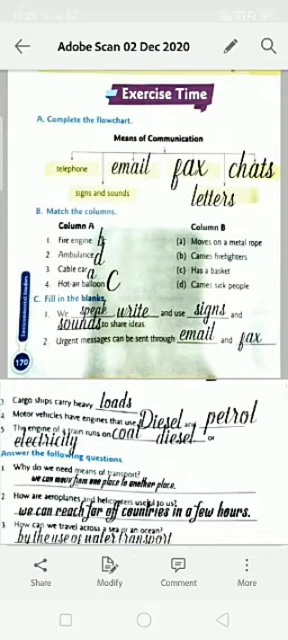 Adobe Scan 02 Dec 2020
Exercise Time
A. Complete the flowchart.
Means of Communication
telephone email fax chats
signs and sounds letters
B. Match the columns.
Column A Column B
1. Fire engine b (a) Moves on a metal rope
2. Ambulance d (b) Carries firefighters
3. Cable car a (c) Has a basket
4. Hot-air balloon C (d) Carries sick people
C. Fill in the blanks.
1. We speak write and use signs and
sounds to share ideas.
2. Urgent messages can be sent through email and fax
Environmental Studies
170
3 Cargo ships carry heavy loads
4 Motor vehicles have engines that use Diesel and petrol
5 The engine of a train runs on coal diesel or
electricity
Answer the following questions.
1 Why do we need means of transport?
we can move from one place to another place.
2 How are aeroplanes and helicopters useful to us?
we can reach far off countries in a few hours.
3 How can we travel across a sea or an ocean?
by the use of water transport
Share Modify Comment More